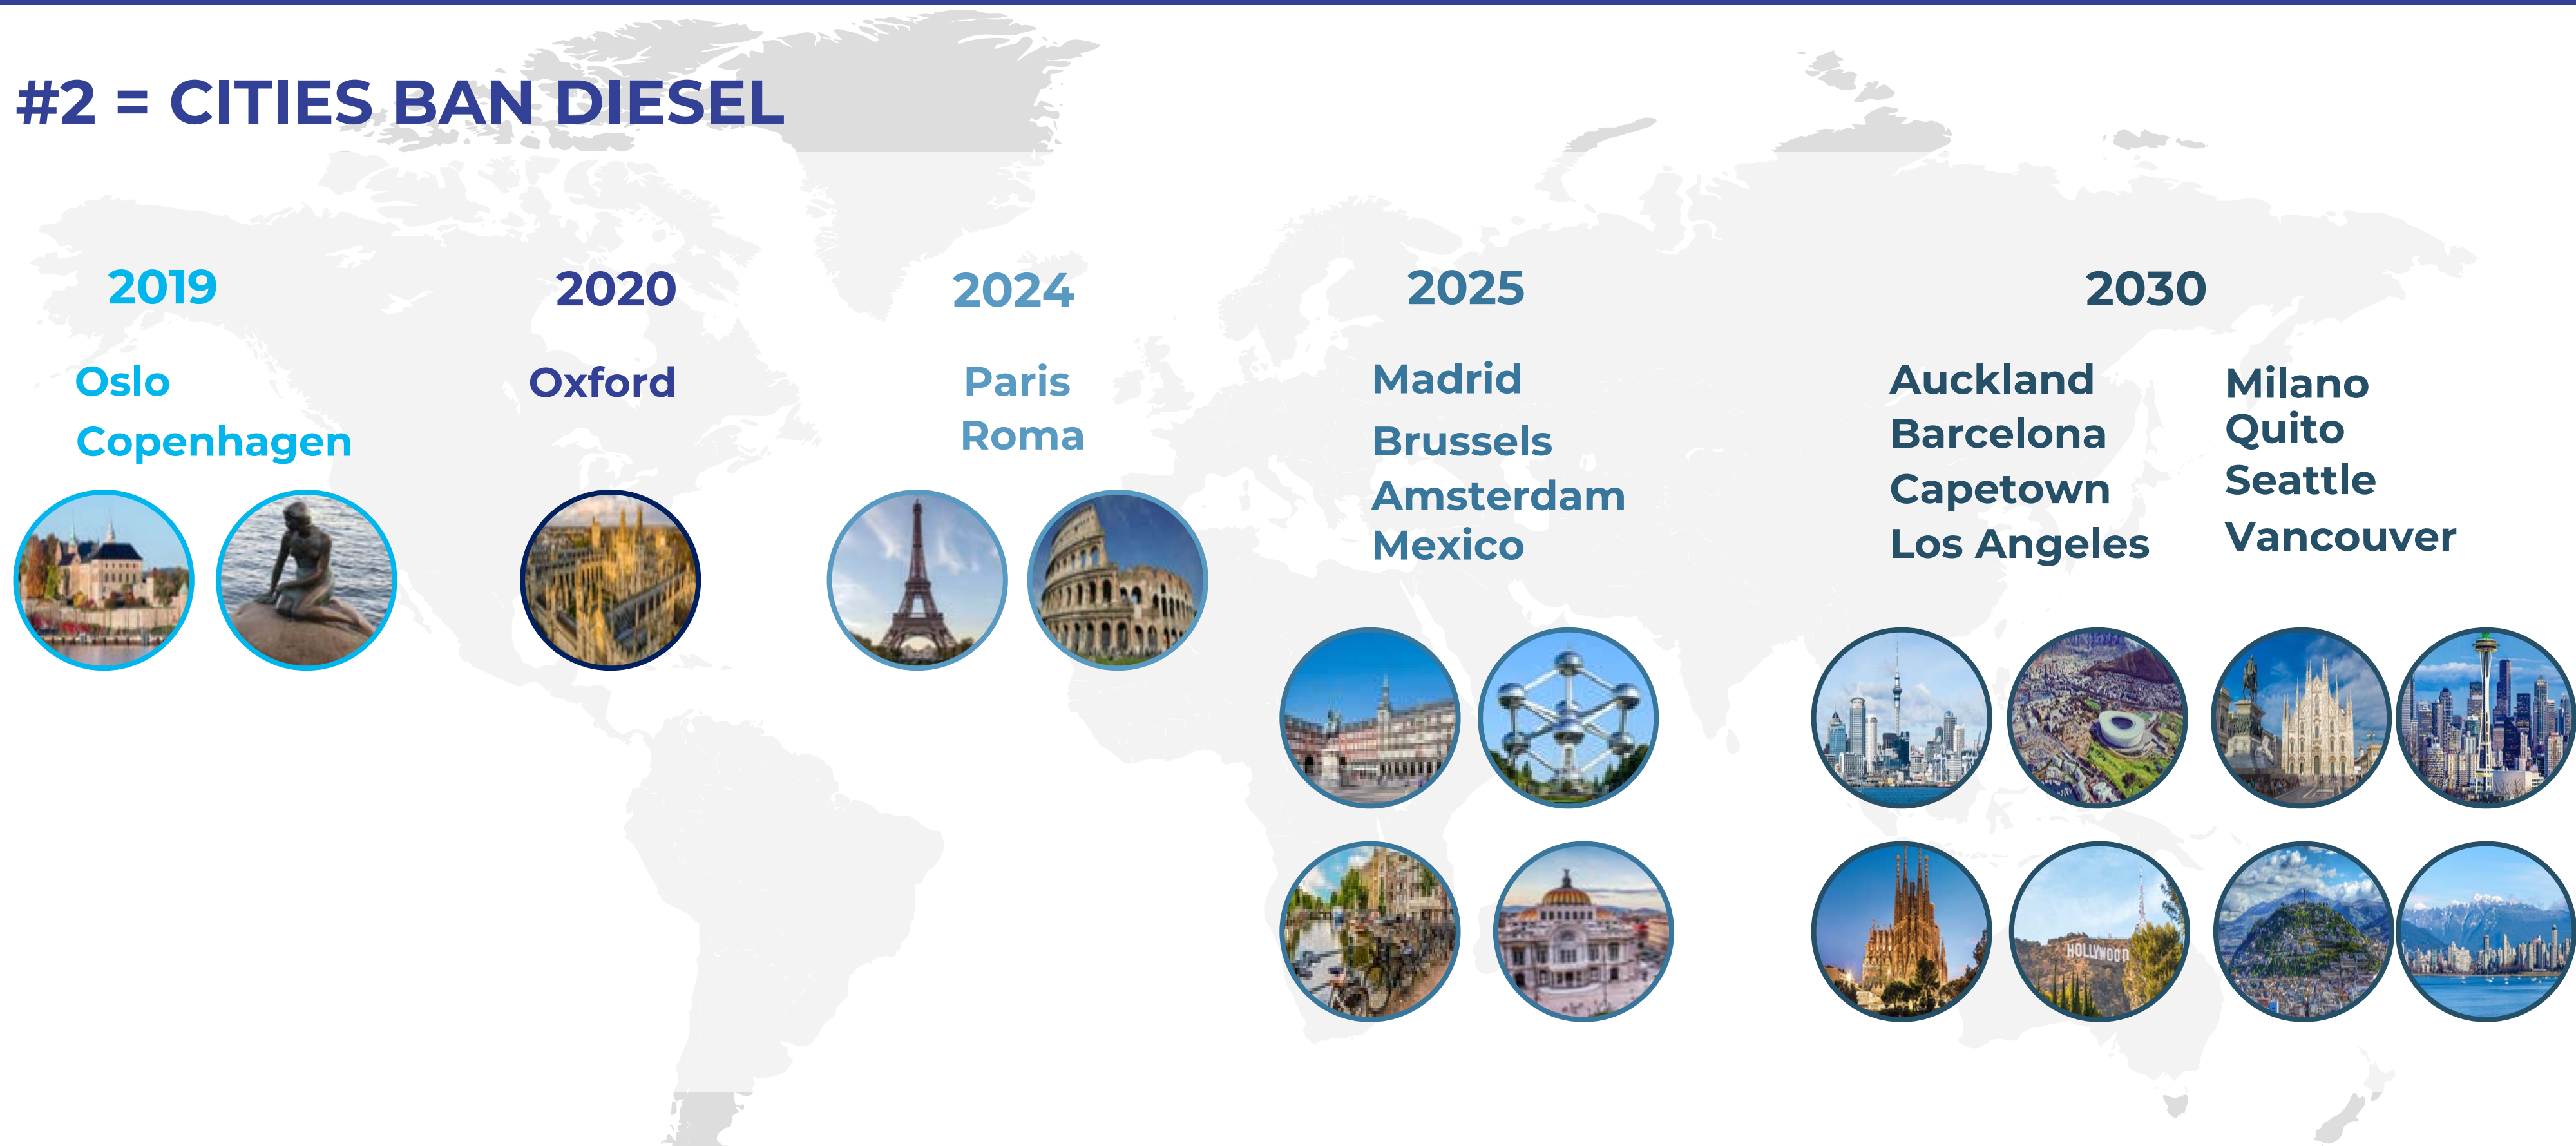 #2 = CITIES BAN DIESEL
2019
Oslo
Copenhagen
2020
Oxford
2024
Paris
Roma
2025
Madrid
Brussels
Amsterdam
Mexico
2030
Auckland
Barcelona
Capetown
Los Angeles
Milano
Quito
Seattle
Vancouver
HOLLYWOOD